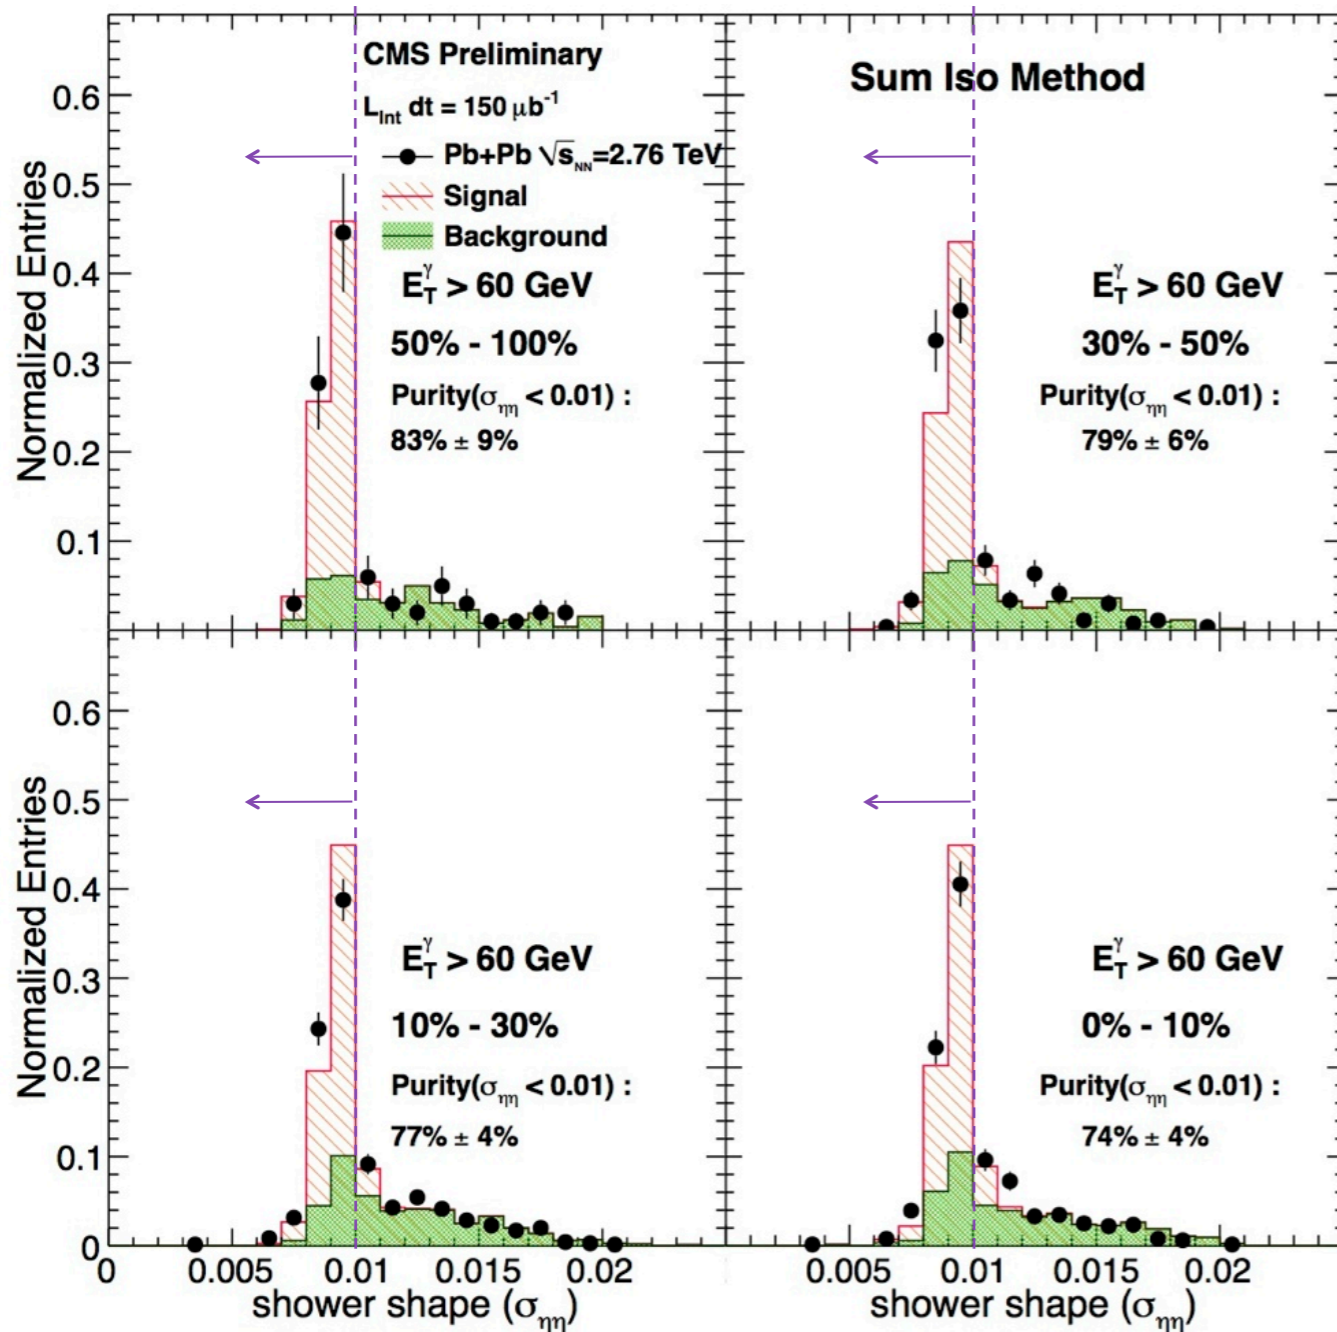 CMS Preliminary
L_Int dt = 150 μb⁻¹
Pb+Pb √s_NN=2.76 TeV
Signal
Background
E_T^γ > 60 GeV
50% - 100%
Purity(σ_ηη < 0.01) :
83% ± 9%
Normalized Entries
0.6
0.5
0.4
0.3
0.2
0.1
Sum Iso Method
E_T^γ > 60 GeV
30% - 50%
Purity(σ_ηη < 0.01) :
79% ± 6%
Normalized Entries
0.6
0.5
0.4
0.3
0.2
0.1
0
E_T^γ > 60 GeV
10% - 30%
Purity(σ_ηη < 0.01) :
77% ± 4%
0 0.005 0.01 0.015 0.02
shower shape (σ_ηη)
E_T^γ > 60 GeV
0% - 10%
Purity(σ_ηη < 0.01) :
74% ± 4%
0.005 0.01 0.015 0.02
shower shape (σ_ηη)